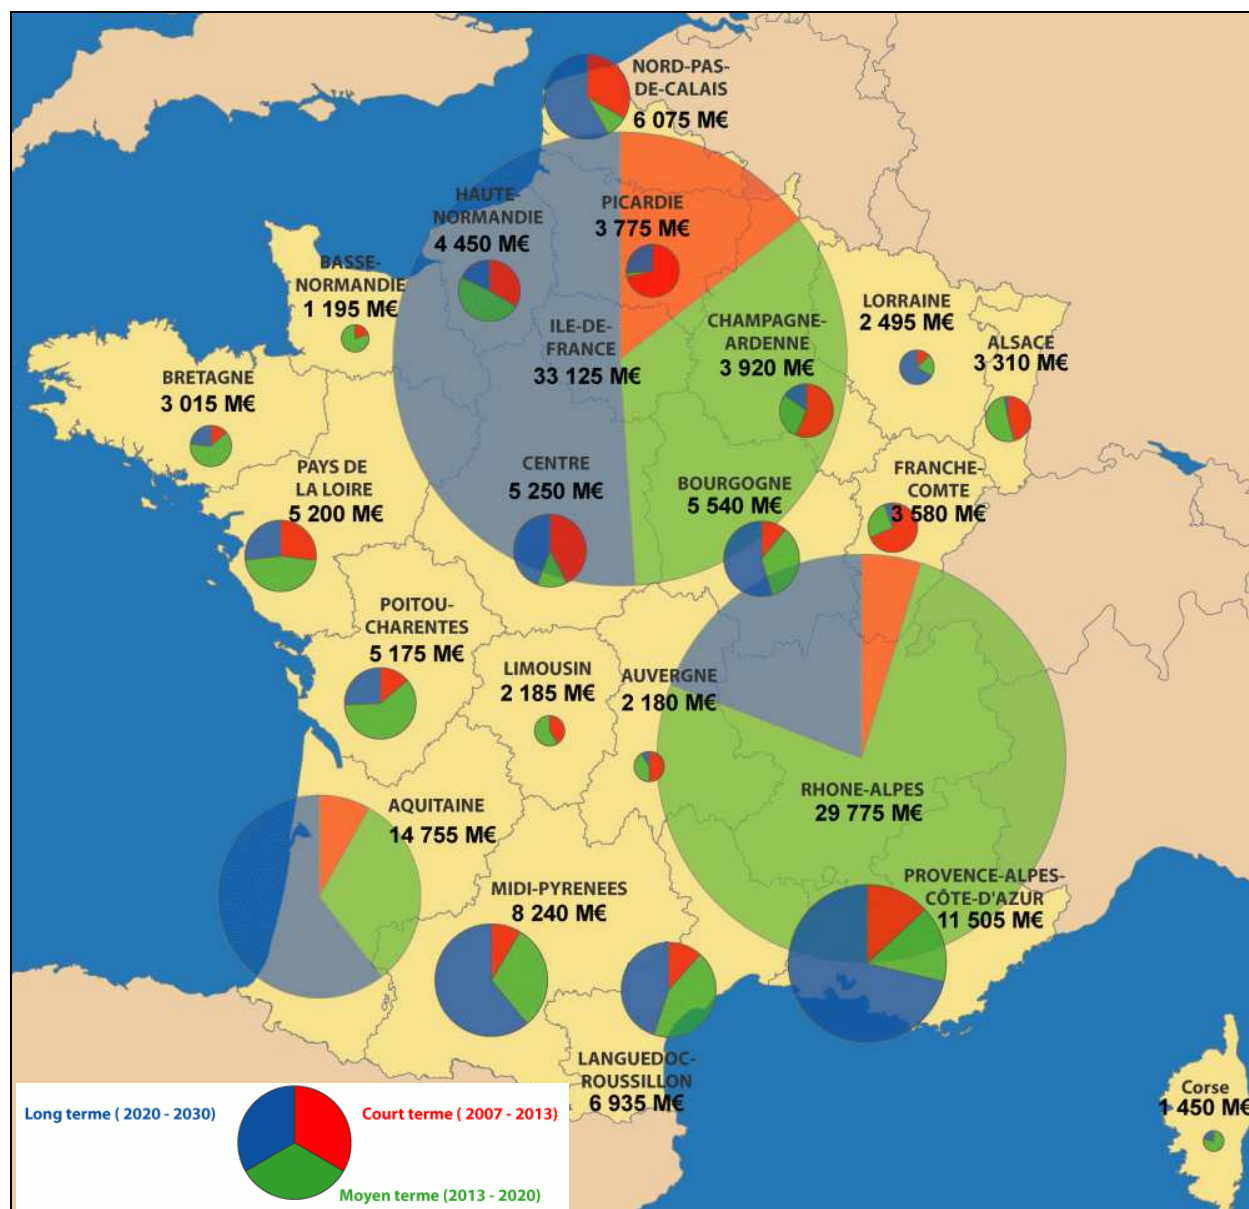 NORD-PAS-
DE-CALAIS
6 075 M€
HAUTE-
NORMANDIE
4 450 M€
PICARDIE
3 775 M€
BASSE-
NORMANDIE
1 195 M€
ILE-DE-
FRANCE
33 125 M€
CHAMPAGNE-
ARDENNE
3 920 M€
LORRAINE
2 495 M€
ALSACE
3 310 M€
BRETAGNE
3 015 M€
PAYS DE
LA LOIRE
5 200 M€
CENTRE
5 250 M€
BOURGOGNE
5 540 M€
FRANCHE-
COMTE
3 580 M€
POITOU-
CHARENTES
5 175 M€
LIMOUSIN
2 185 M€
AUVERGNE
2 180 M€
RHONE-ALPES
29 775 M€
AQUITAINE
14 755 M€
MIDI-PYRENEES
8 240 M€
PROVENCE-ALPES-
CÔTE-D'AZUR
11 505 M€
LANGUEDOC-
ROUSSILLON
6 935 M€
Corse
1 450 M€
Long terme ( 2020 - 2030)
Court terme ( 2007 - 2013)
Moyen terme (2013 - 2020)